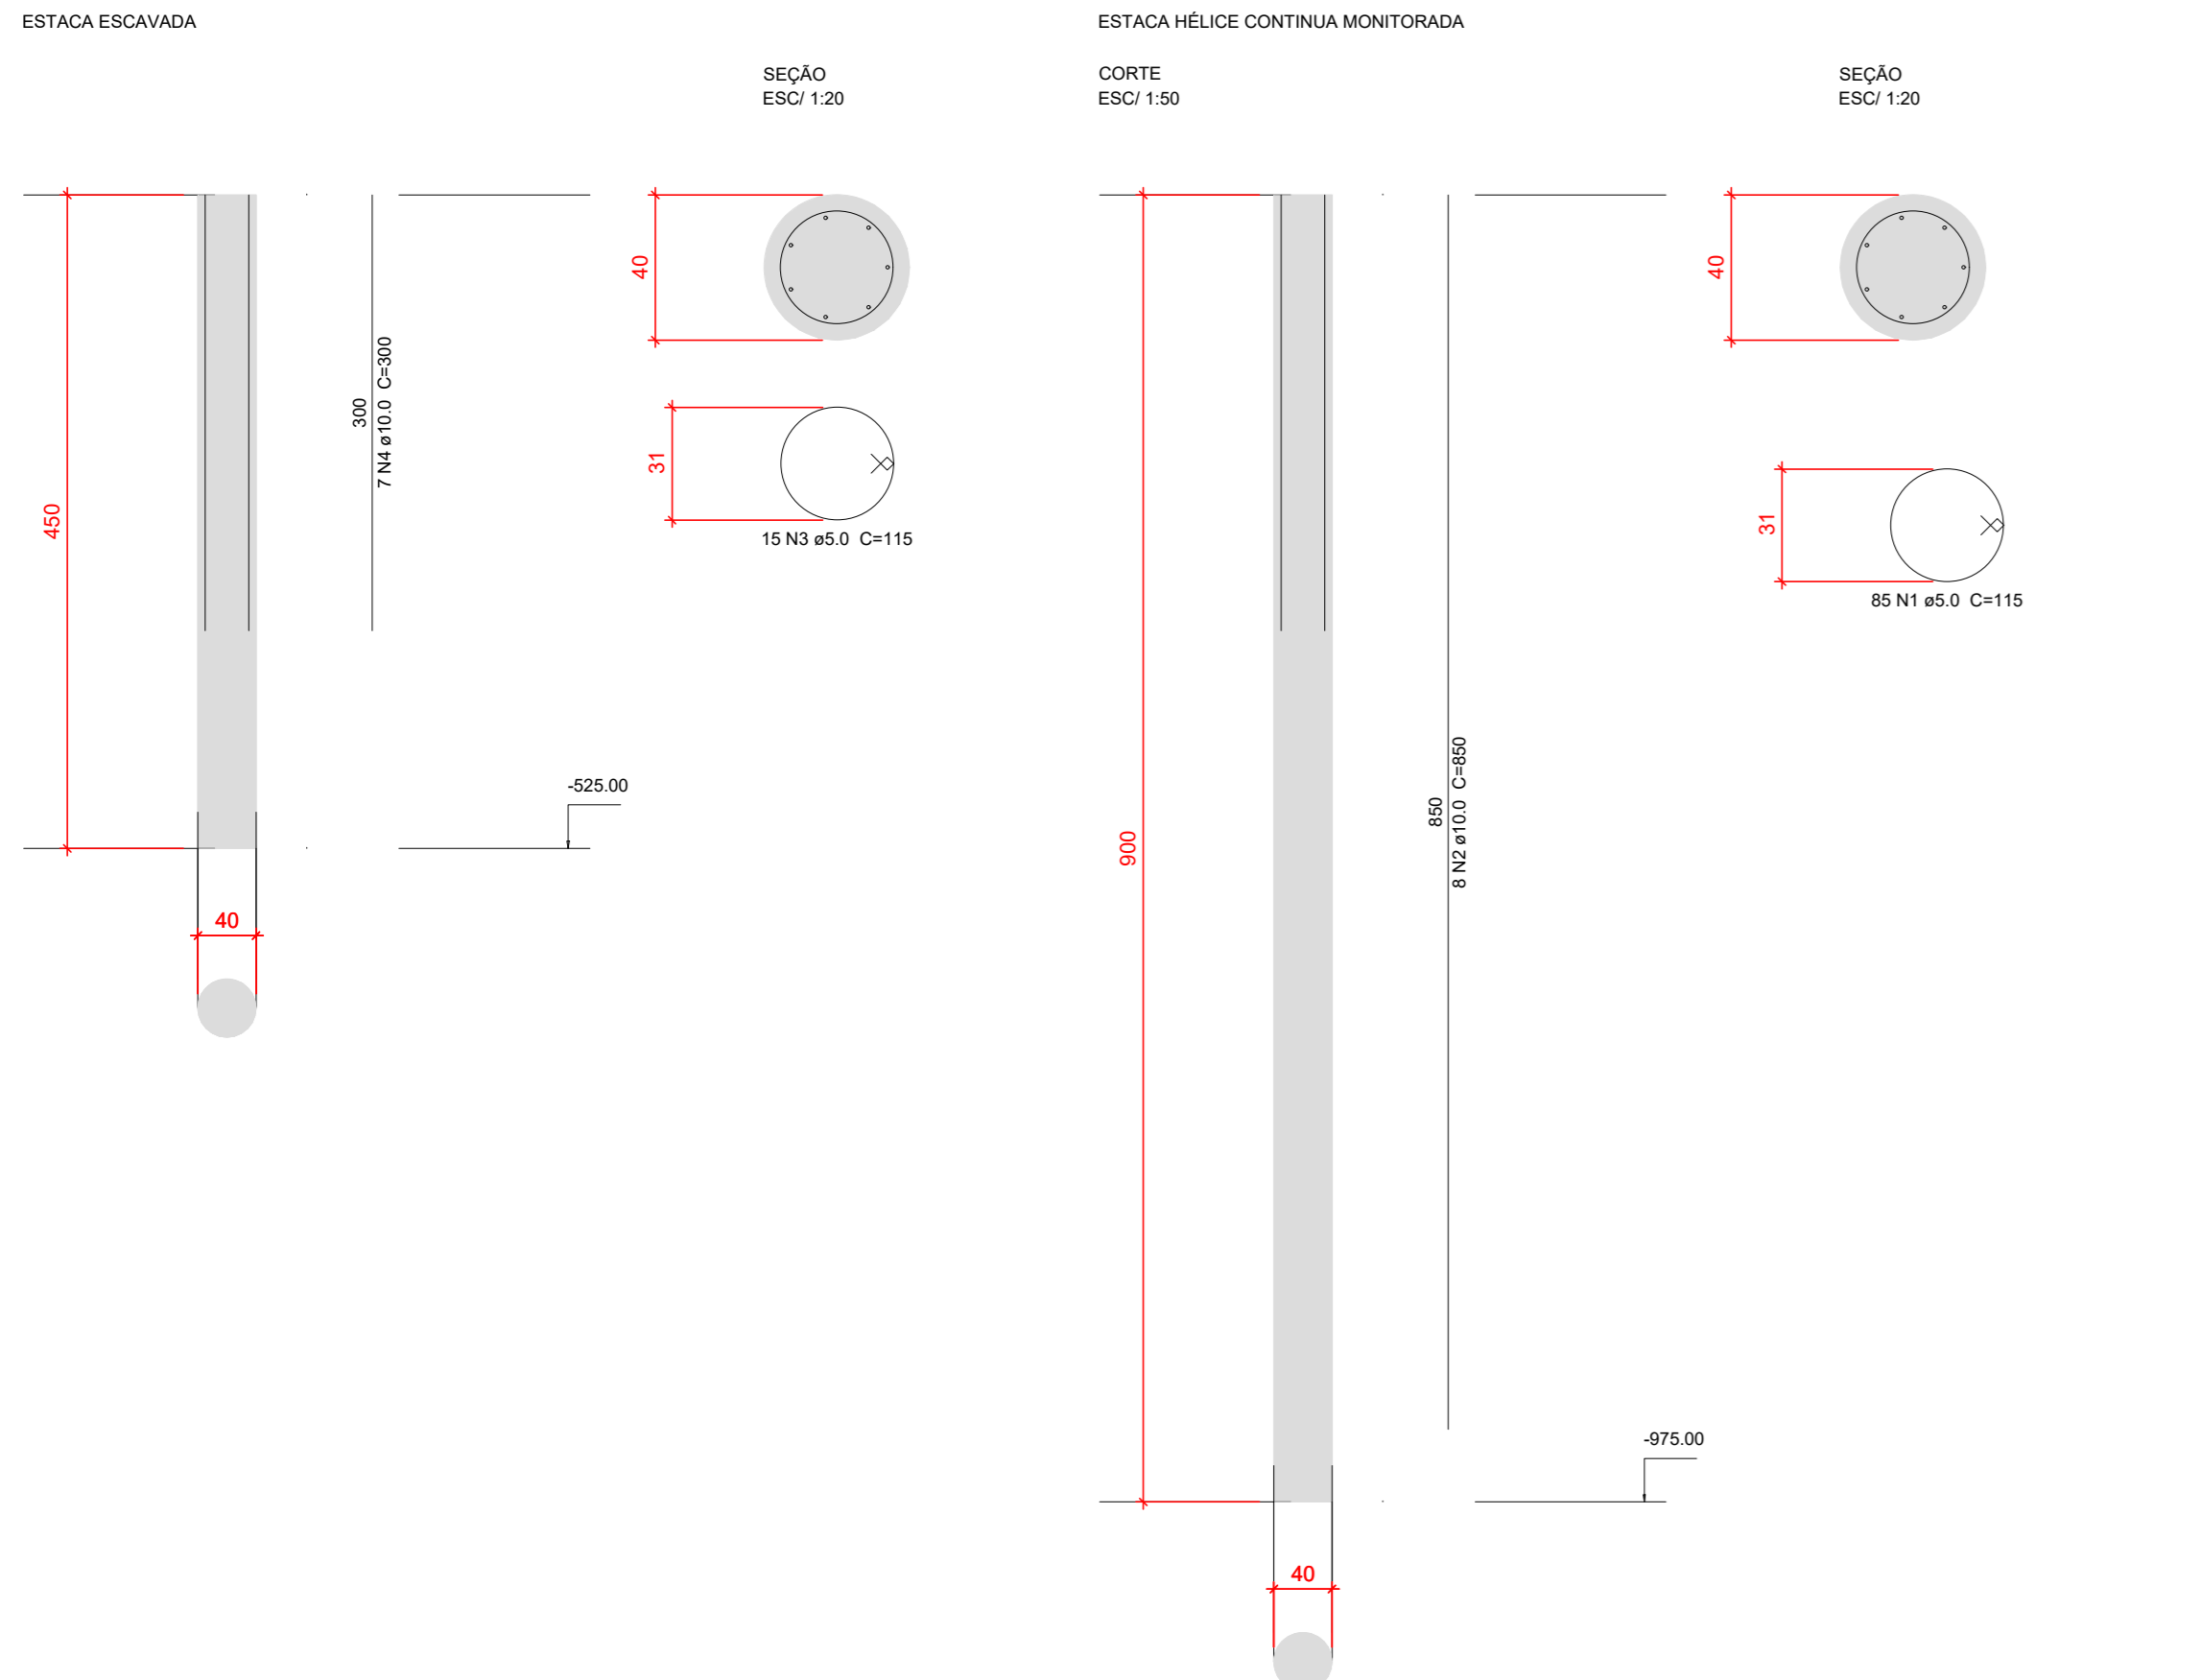 ESTACA ESCAVADA
SEÇÃO
ESC/ 1:20
450
300
7 N4 ø10.0  C=300
40
31
15 N3 ø5.0  C=115
-525.00
40
ESTACA HÉLICE CONTINUA MONITORADA
CORTE
ESC/ 1:50
SEÇÃO
ESC/ 1:20
900
850
8 N2 ø10.0  C=850
40
31
85 N1 ø5.0  C=115
-975.00
40